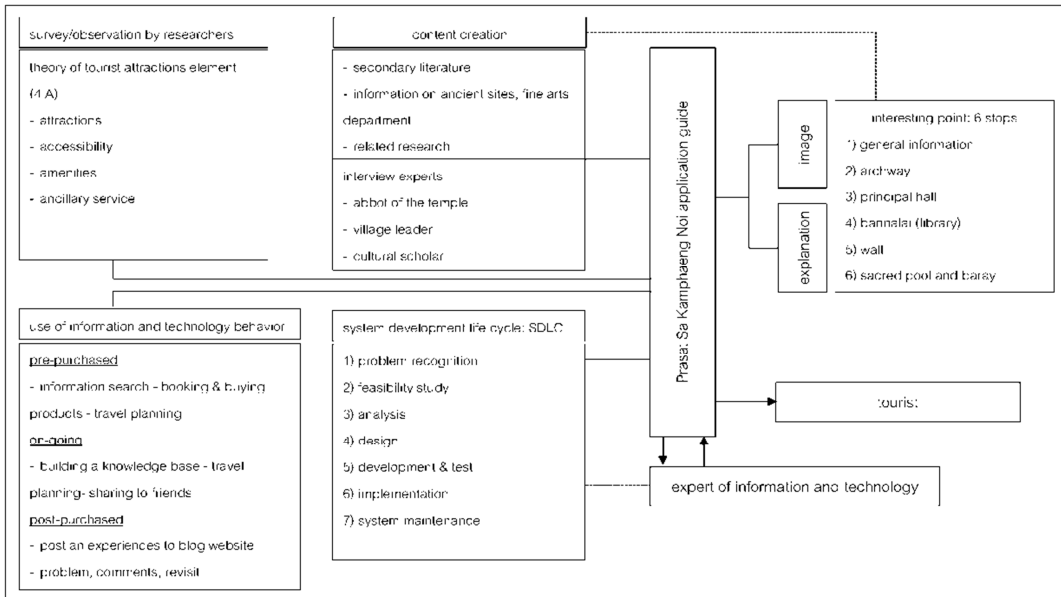 survey/observation by researchers
theory of tourist attractions element
(4 A)
- attractions
- accessibility
- amenities
- ancillary service
content creation
- secondary literature
- information on ancient sites, fine arts
department
- related research
interview experts
- abbot of the temple
- village leader
- cultural scholar
use of information and technology behavior
pre-purchased
- information search - booking & buying
products - travel planning
on-going
- building a knowledge base - travel
planning- sharing to friends
post-purchased
- post an experiences to blog website
- problem, comments, revisit
system development life cycle: SDLC
1) problem recognition
2) feasibility study
3) analysis
4) design
5) development & test
6) implementation
7) system maintenance
Prasat Sa Kamphaeng Noi application guide
image
explanation
interesting point: 6 stops
1) general information
2) archway
3) principal hall
4) bannalai (library)
5) wall
6) sacred pool and baray
tourist
expert of information and technology